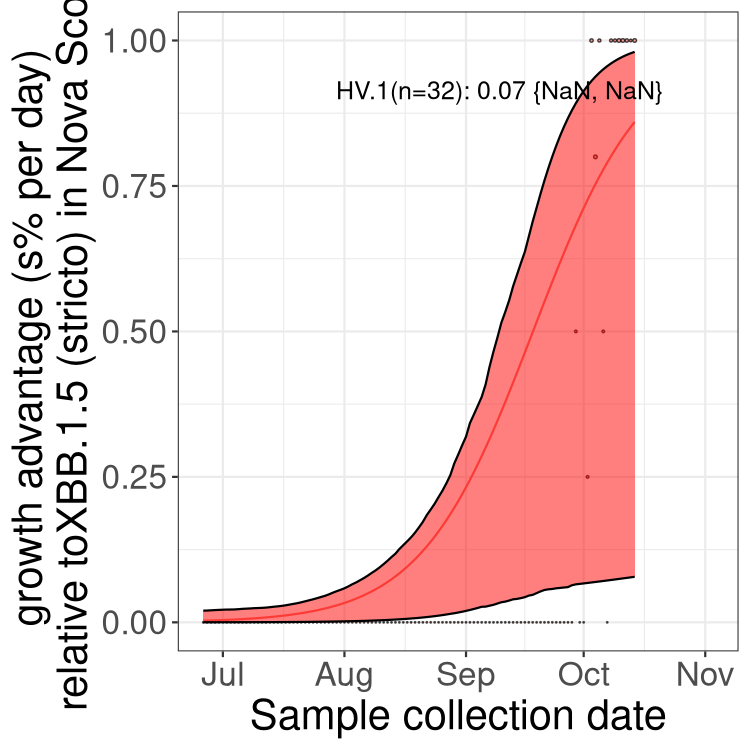 growth advantage (s% per day)
relative toXBB.1.5 (stricto) in Nova Sco
1.00
0.75
0.50
0.25
0.00
HV.1(n=32): 0.07 {NaN, NaN}
Jul Aug Sep Oct Nov
Sample collection date